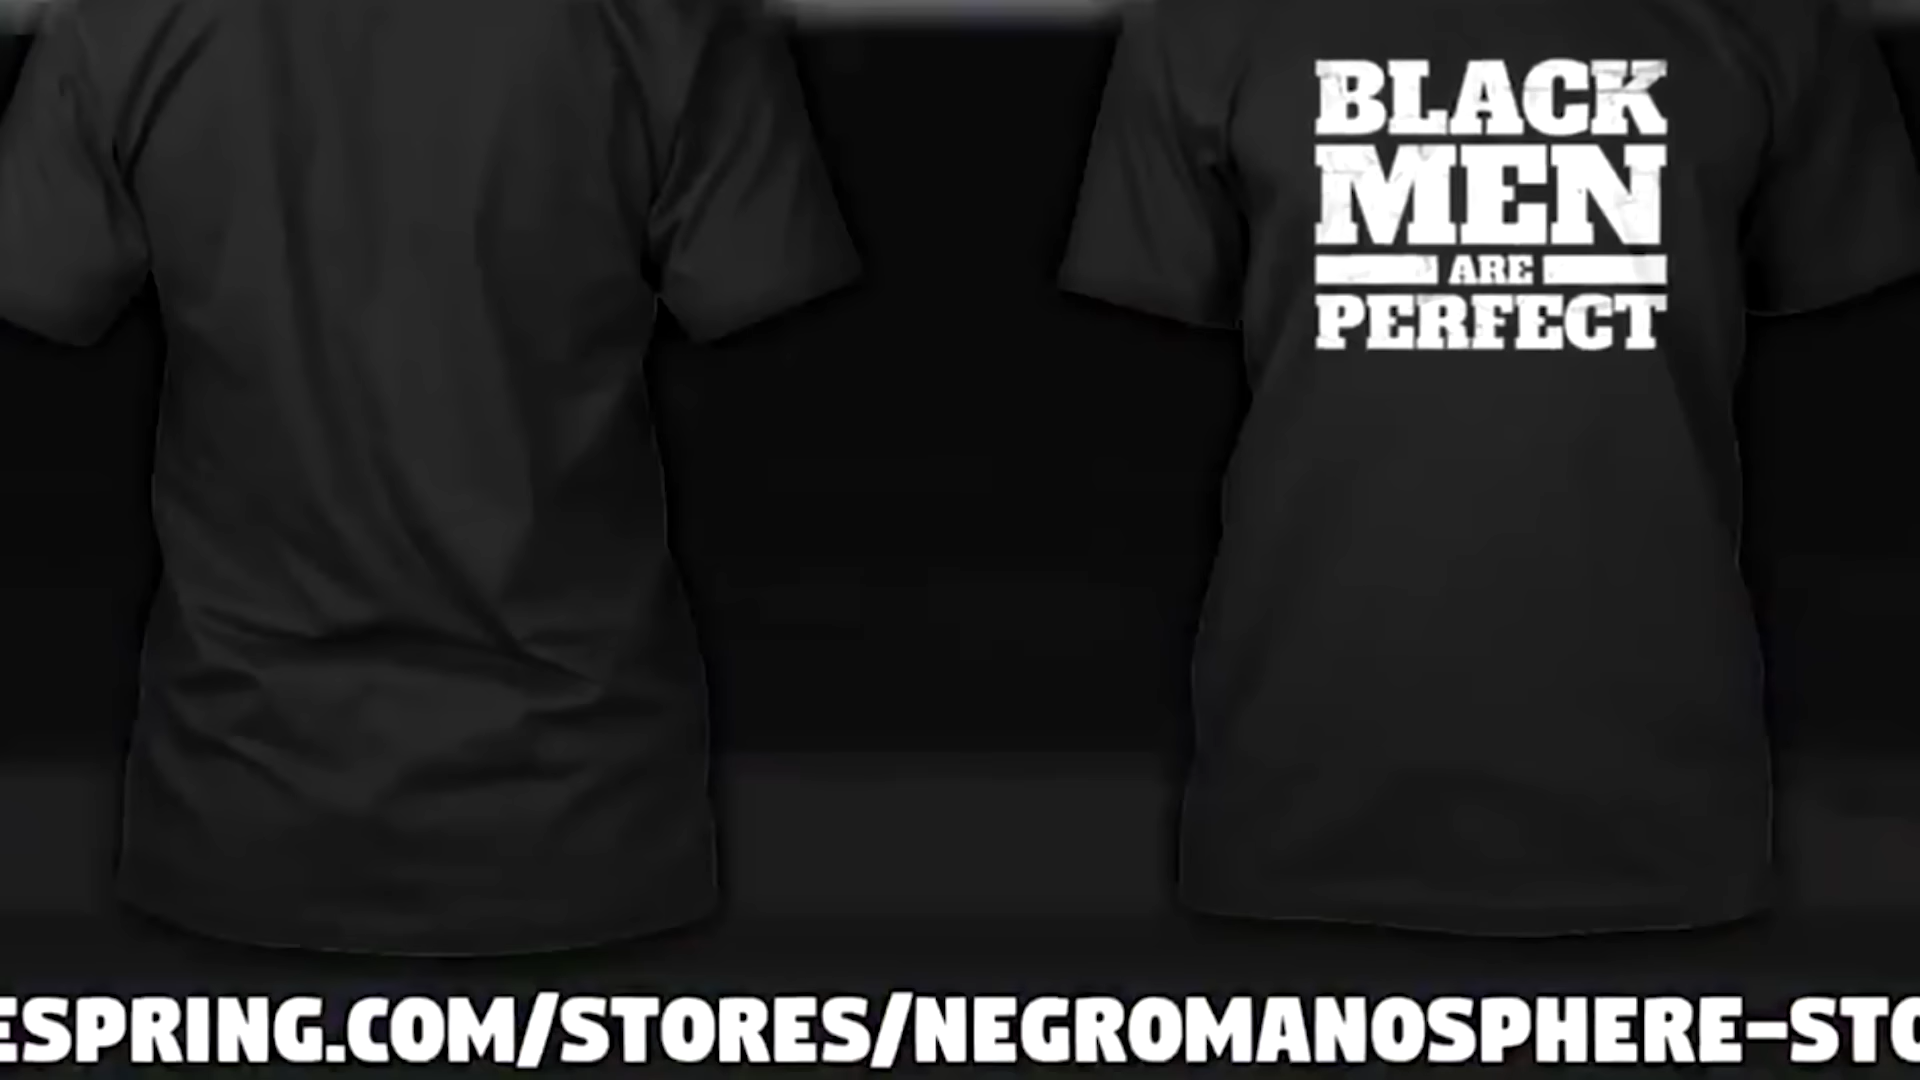 BLACK
MEN
ARE
PERFECT
ESPRING.COM/STORES/NEGROMANOSPHERE-STO